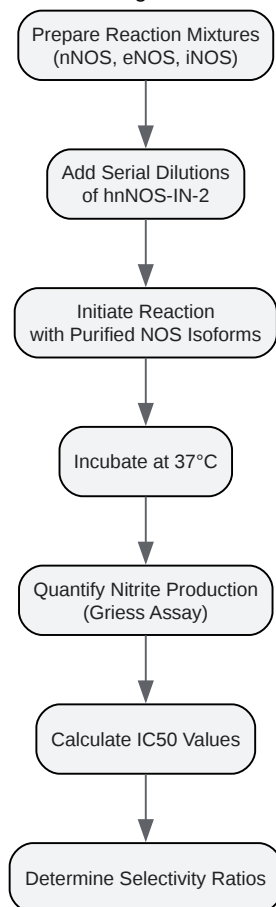 Prepare Reaction Mixtures
(nNOS, eNOS, iNOS)
Add Serial Dilutions
of hnNOS-IN-2
Initiate Reaction
with Purified NOS Isoforms
Incubate at 37°C
Quantify Nitrite Production
(Griess Assay)
Calculate IC50 Values
Determine Selectivity Ratios